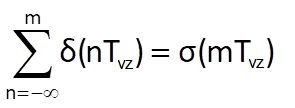 m
∑ δ(nT_vz) = σ(mT_vz)
n=-∞